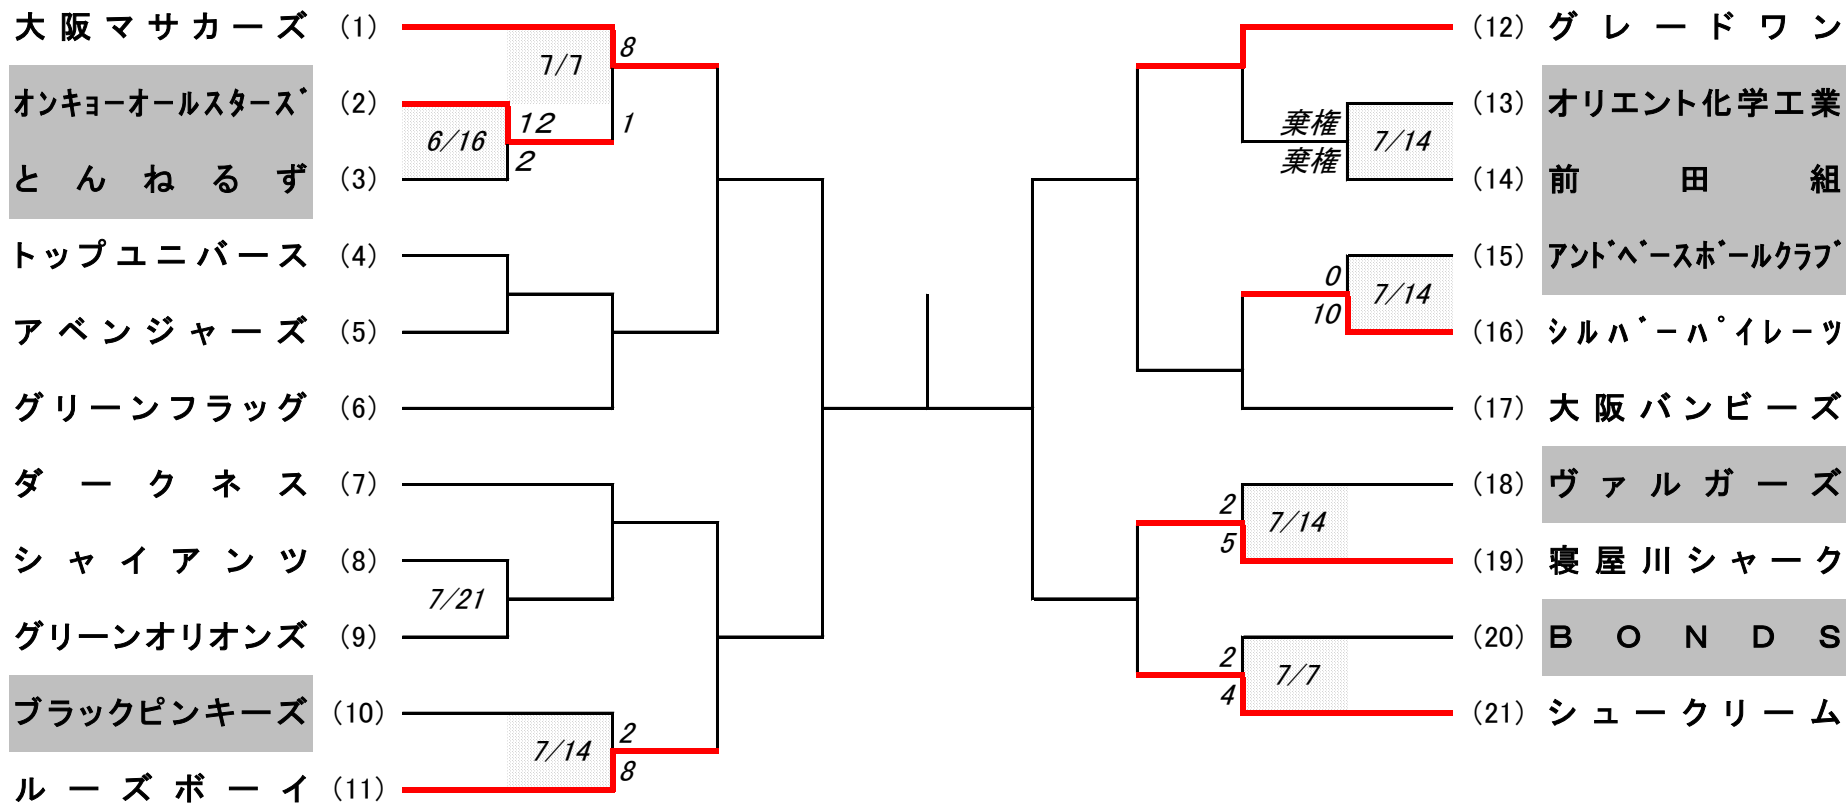 大阪マサカーズ (1)
8
7/7
オンキョーオールスターズ (2)
12
1
6/16
2
とんねるず (3)
トップユニバース (4)
アベンジャーズ (5)
グリーンフラッグ (6)
ダークネス (7)
シャイアンツ (8)
7/21
グリーンオリオンズ (9)
ブラックピンキーズ (10)
2
7/14
8
ルーズボーイ (11)
(12) グレードワン
(13) オリエント化学工業
棄権
7/14
棄権
(14) 前田組
(15) アンドベースボールクラブ
0
7/14
10
(16) シルバーパイレーツ
(17) 大阪バンビーズ
(18) ヴァルガーズ
2
7/14
5
(19) 寝屋川シャーク
(20) ＢＯＮＤＳ
2
7/7
4
(21) シュークリーム